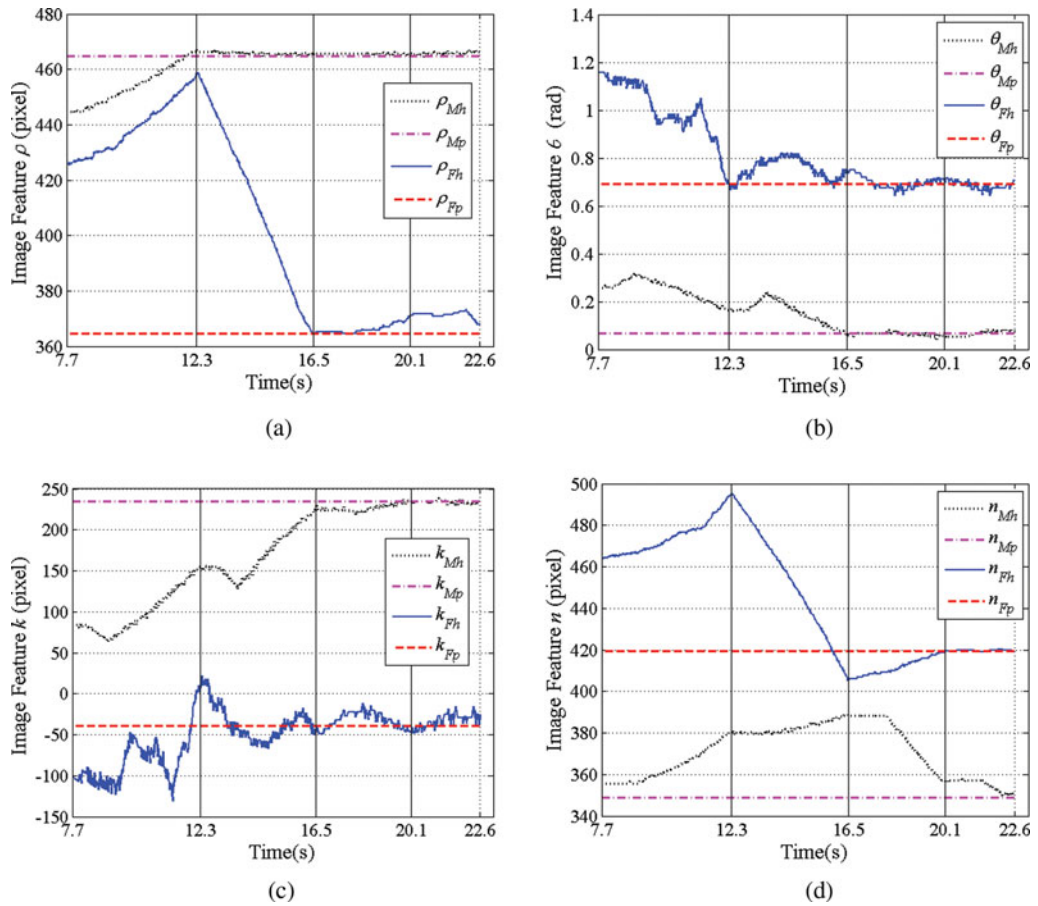 480
460
440
420
400
380
360
Image Feature ρ (pixel)
ρMh
ρMp
ρFh
ρFp
7.7 12.3 16.5 20.1 22.6
Time(s)
(a)
1.4
1.2
1
0.8
0.6
0.4
0.2
0
Image Feature θ (rad)
θMh
θMp
θFh
θFp
7.7 12.3 16.5 20.1 22.6
Time(s)
(b)
250
200
150
100
50
0
-50
-100
-150
Image Feature k (pixel)
kMh
kMp
kFh
kFp
7.7 12.3 16.5 20.1 22.6
Time(s)
(c)
500
480
460
440
420
400
380
360
340
Image Feature n (pixel)
nMh
nMp
nFh
nFp
7.7 12.3 16.5 20.1 22.6
Time(s)
(d)